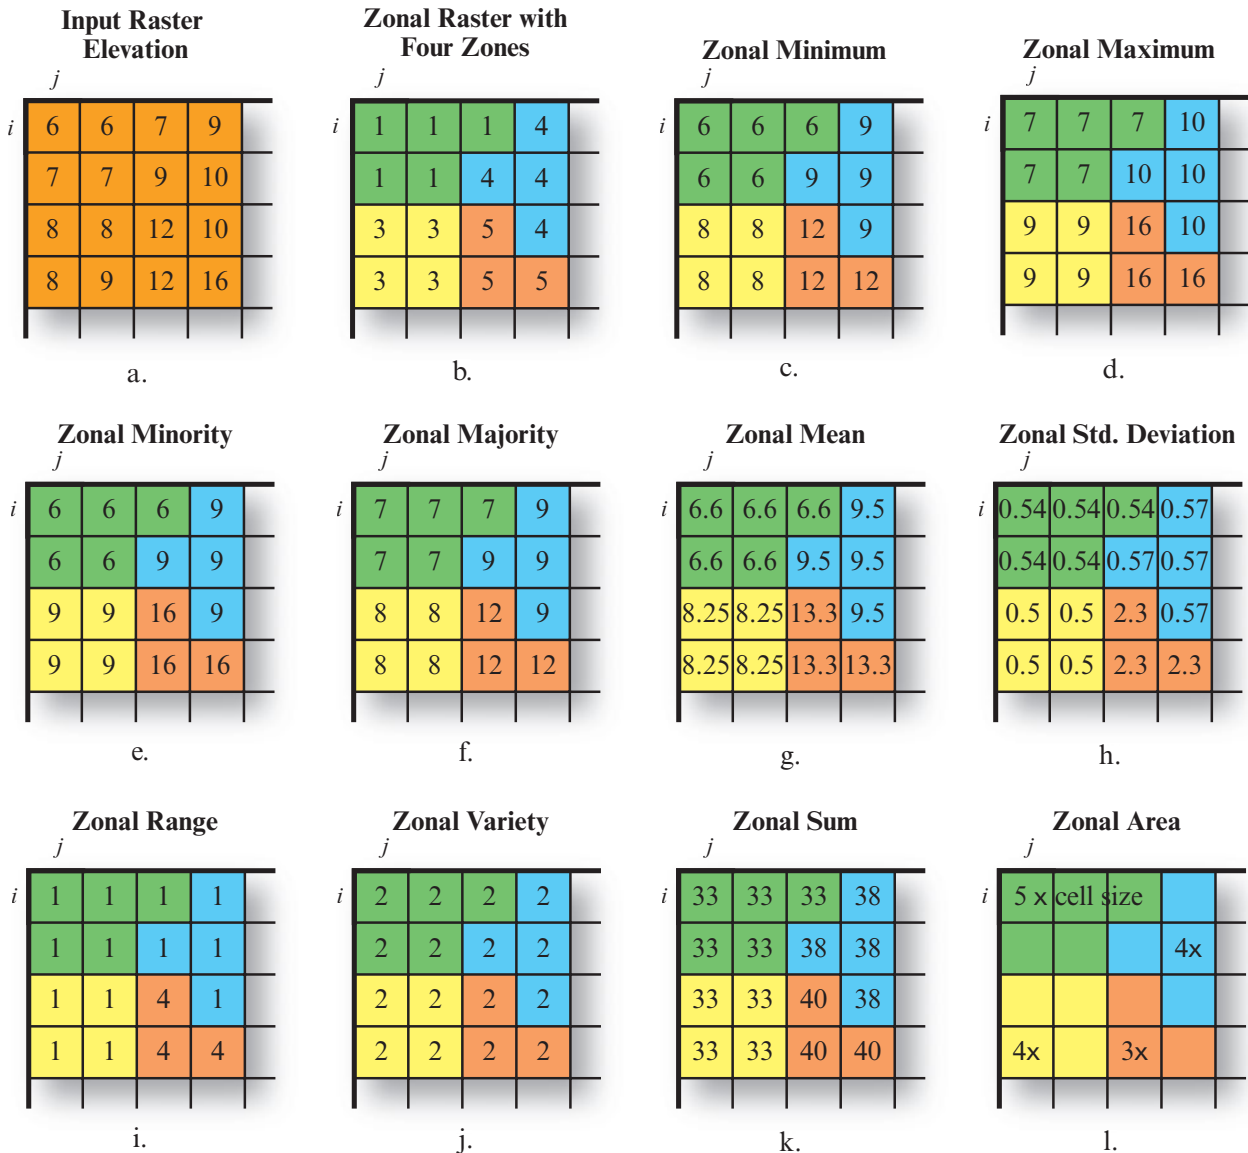 Input Raster
Elevation
Zonal Raster with
Four Zones
Zonal Minimum
Zonal Maximum
j j j j
i 6 6 7 9
7 7 9 10
8 8 12 10
8 9 12 16
a.
i 1 1 1 4
1 1 4 4
3 3 5 4
3 3 5 5
b.
i 6 6 6 9
6 6 9 9
8 8 12 9
8 8 12 12
c.
i 7 7 7 10
7 7 10 10
9 9 16 10
9 9 16 16
d.
Zonal Minority
j
i 6 6 6 9
6 6 9 9
9 9 16 9
9 9 16 16
e.
Zonal Majority
j
i 7 7 7 9
7 7 9 9
8 8 12 9
8 8 12 12
f.
Zonal Mean
j
i 6.6 6.6 6.6 9.5
6.6 6.6 9.5 9.5
8.25 8.25 13.3 9.5
8.25 8.25 13.3 13.3
g.
Zonal Std. Deviation
j
i 0.54 0.54 0.54 0.57
0.54 0.54 0.57 0.57
0.5 0.5 2.3 0.57
0.5 0.5 2.3 2.3
h.
Zonal Range
j
i 1 1 1 1
1 1 1 1
1 1 4 1
1 1 4 4
i.
Zonal Variety
j
i 2 2 2 2
2 2 2 2
2 2 2 2
2 2 2 2
j.
Zonal Sum
j
33 33 33 38
33 33 38 38
33 33 40 38
33 33 40 40
k.
Zonal Area
j
i 5 x cell size
4x
4x 3x
l.